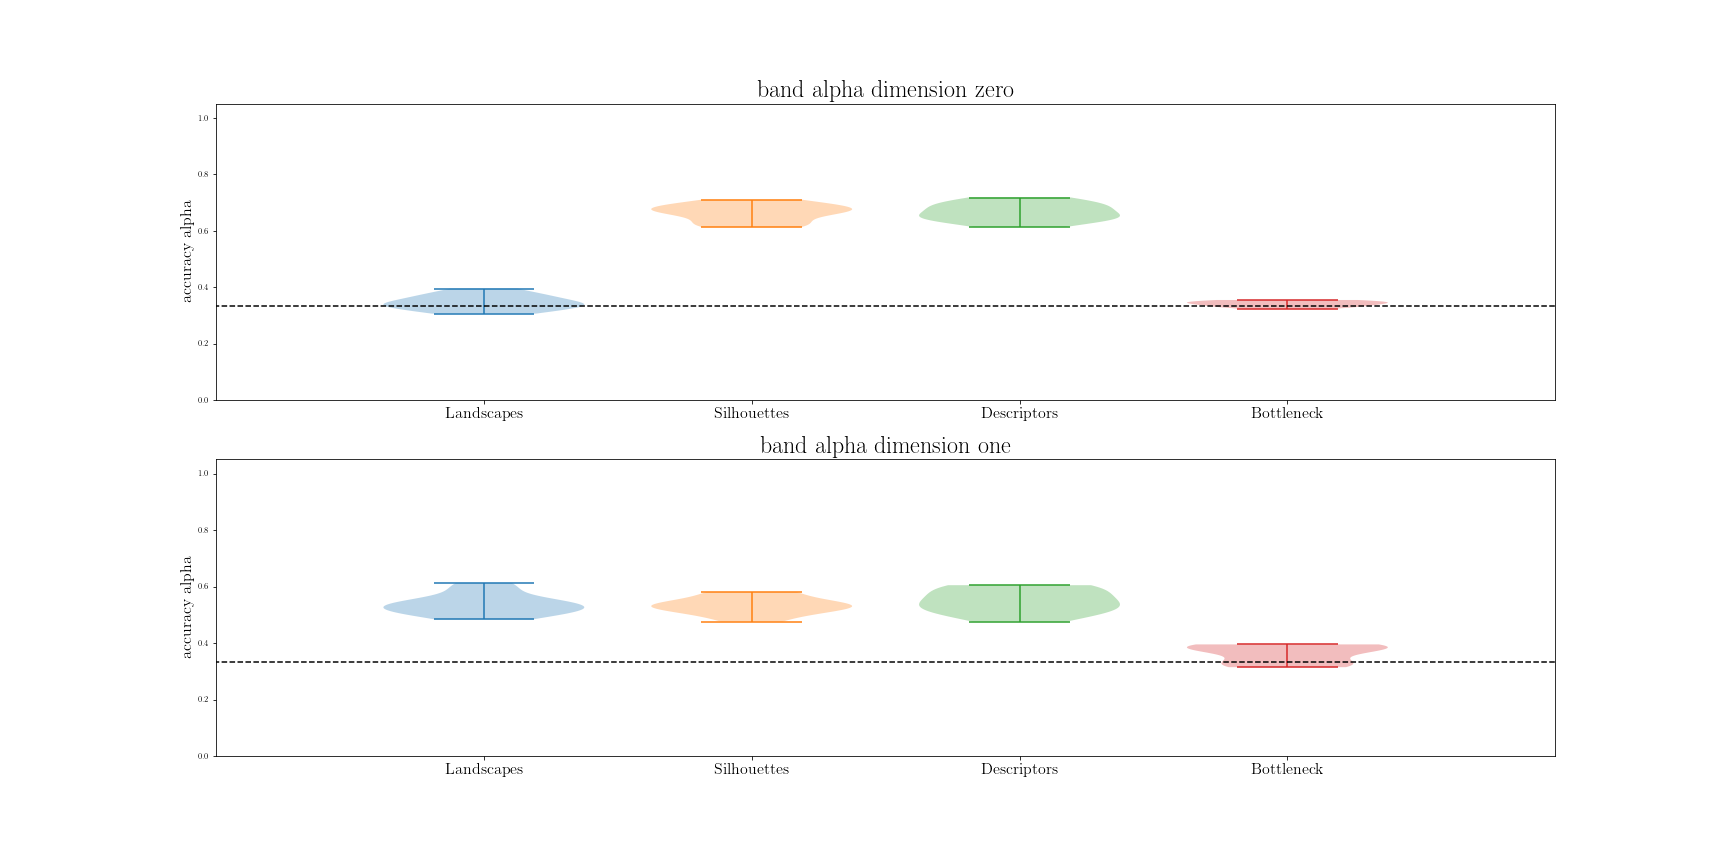 band alpha dimension zero
1.0
0.8
0.6
0.4
0.2
0.0
accuracy alpha
Landscapes Silhouettes Descriptors Bottleneck
band alpha dimension one
1.0
0.8
0.6
0.4
0.2
0.0
accuracy alpha
Landscapes Silhouettes Descriptors Bottleneck